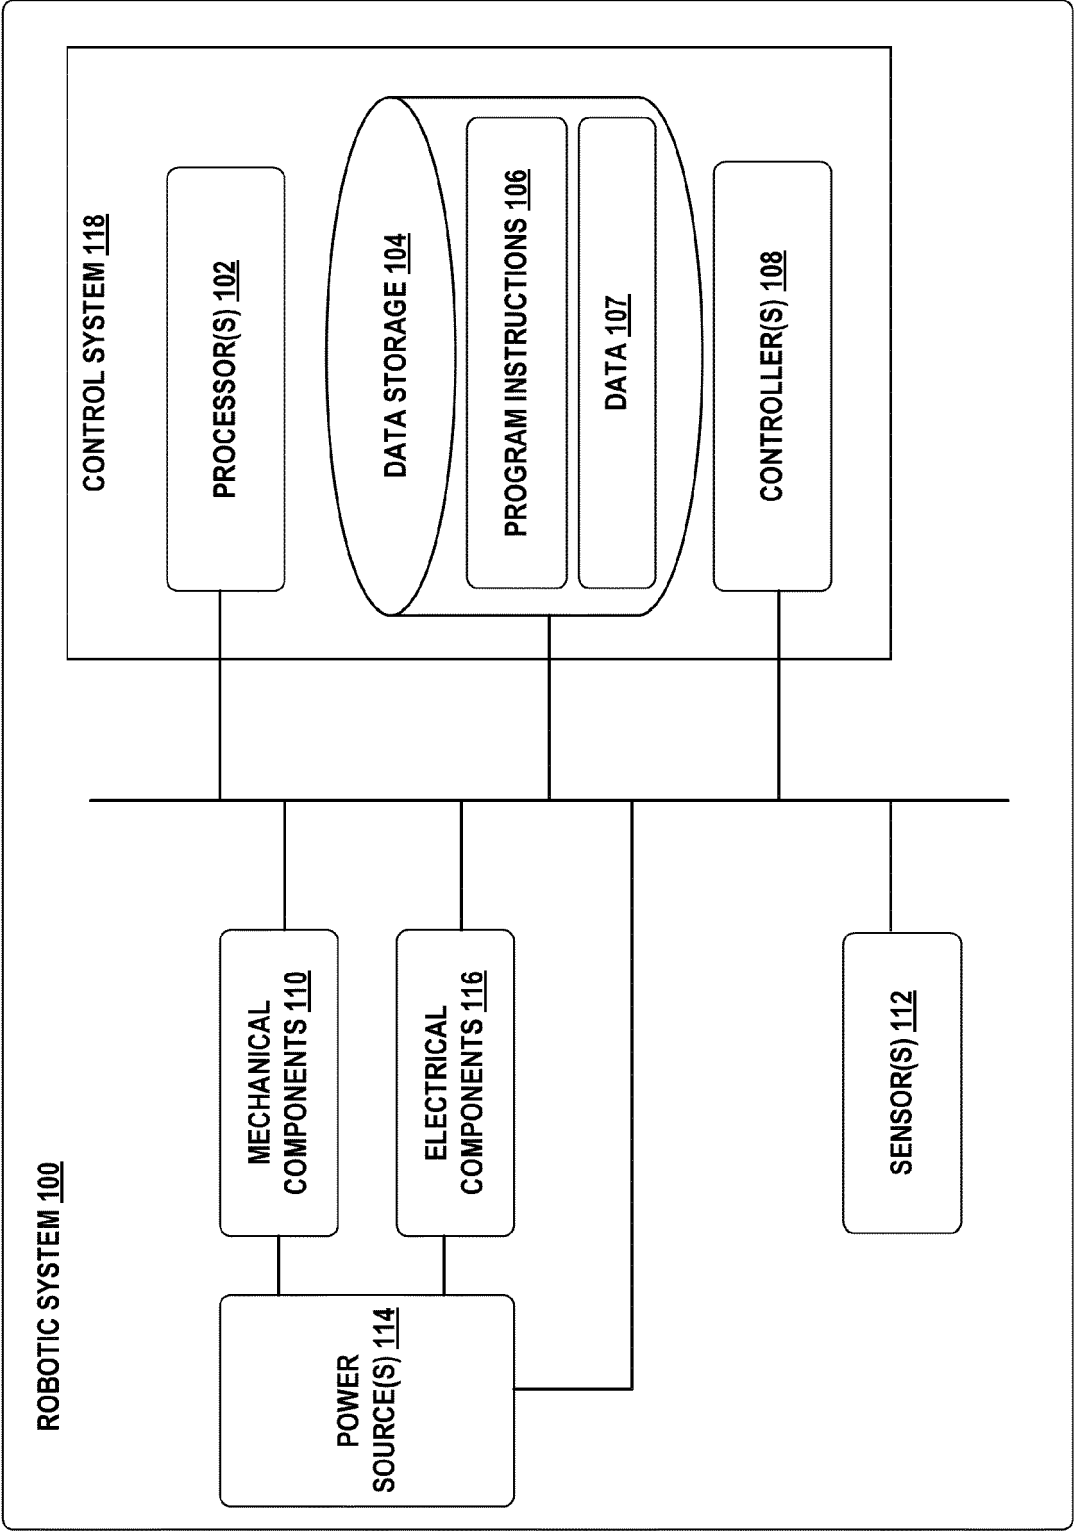 ROBOTIC SYSTEM 100
CONTROL SYSTEM 118
PROCESSOR(S) 102
DATA STORAGE 104
PROGRAM INSTRUCTIONS 106
DATA 107
CONTROLLER(S) 108
MECHANICAL
COMPONENTS 110
ELECTRICAL
COMPONENTS 116
POWER
SOURCE(S) 114
SENSOR(S) 112